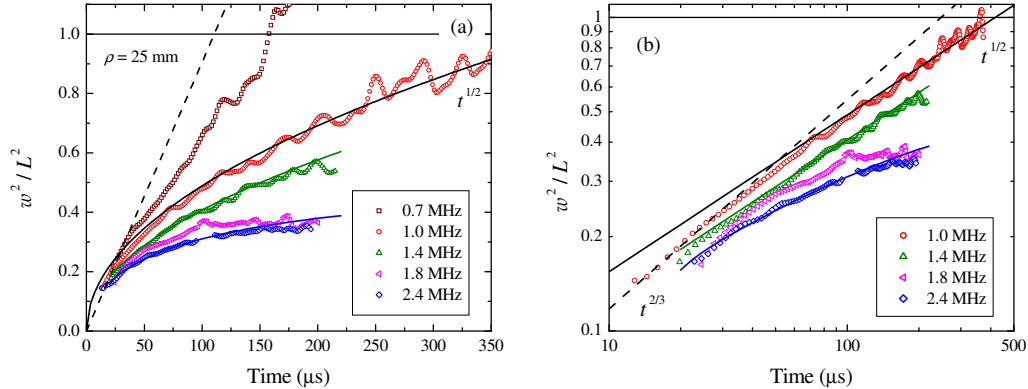 (a)
1.0
ρ = 25 mm
0.8
t^{1/2}
w^2 / L^2
0.6
0.4
0.7 MHz
1.0 MHz
1.4 MHz
0.2
1.8 MHz
2.4 MHz
0.0
0 50 100 150 200 250 300 350
Time (μs)
1
0.9
(b)
0.8
0.7
t^{1/2}
0.6
0.5
w^2 / L^2
0.4
0.3
1.0 MHz
0.2
1.4 MHz
1.8 MHz
t^{2/3}
2.4 MHz
0.1
10 100 500
Time (μs)